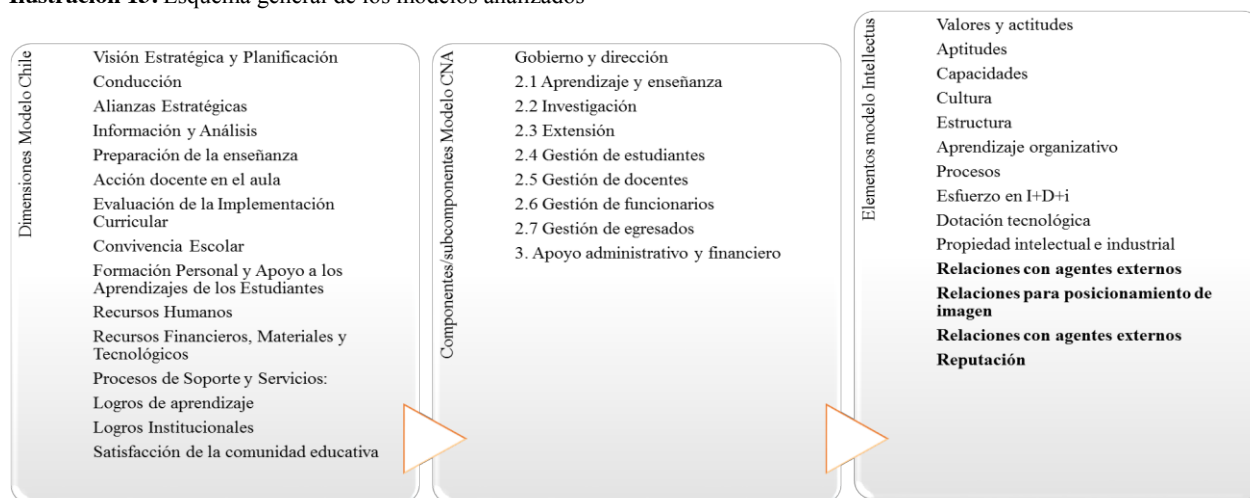 Ilustración 13. Esquema general de los modelos analizados
Dimensiones Modelo Chile
Visión Estratégica y Planificación
Conducción
Alianzas Estratégicas
Información y Análisis
Preparación de la enseñanza
Acción docente en el aula
Evaluación de la Implementación
Curricular
Convivencia Escolar
Formación Personal y Apoyo a los
Aprendizajes de los Estudiantes
Recursos Humanos
Recursos Financieros, Materiales y
Tecnológicos
Procesos de Soporte y Servicios:
Logros de aprendizaje
Logros Institucionales
Satisfacción de la comunidad educativa
Componentes/subcomponentes Modelo CNA
Gobierno y dirección
2.1 Aprendizaje y enseñanza
2.2 Investigación
2.3 Extensión
2.4 Gestión de estudiantes
2.5 Gestión de docentes
2.6 Gestión de funcionarios
2.7 Gestión de egresados
3. Apoyo administrativo y financiero
Elementos modelo Intellectus
Valores y actitudes
Aptitudes
Capacidades
Cultura
Estructura
Aprendizaje organizativo
Procesos
Esfuerzo en I+D+i
Dotación tecnológica
Propiedad intelectual e industrial
Relaciones con agentes externos
Relaciones para posicionamiento de
imagen
Relaciones con agentes externos
Reputación